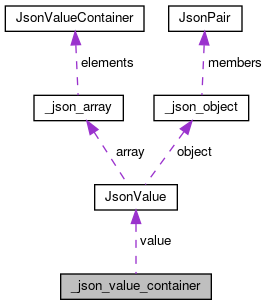 JsonValueContainer
JsonPair
elements
members
_json_array
_json_object
array
object
JsonValue
value
_json_value_container